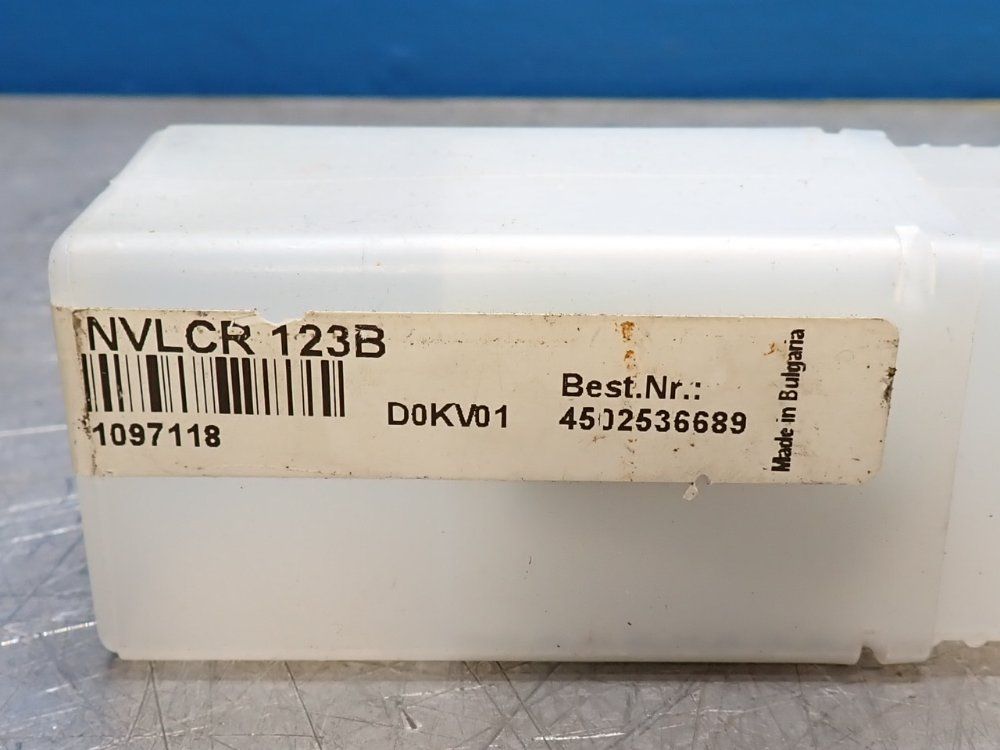 NVLCR 123B
1097118
D0KV01
Best.Nr.:
4502536689
Made in Bulgaria